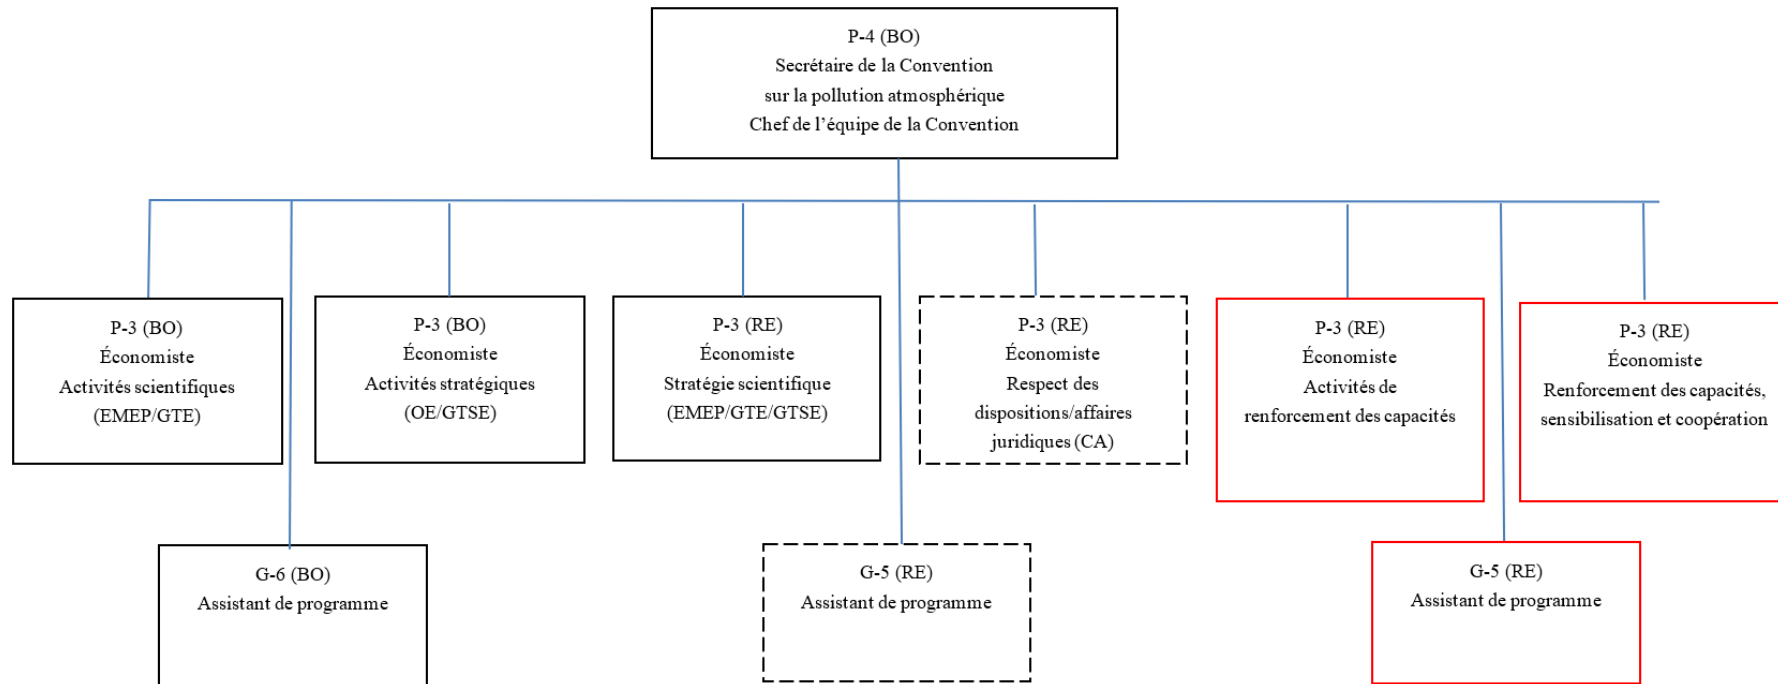 P-4 (BO)
Secrétaire de la Convention
sur la pollution atmosphérique
Chef de l’équipe de la Convention
P-3 (BO)
Économiste
Activités scientifiques
(EMEP/GTE)
P-3 (BO)
Économiste
Activités stratégiques
(OE/GTSE)
P-3 (RE)
Économiste
Stratégie scientifique
(EMEP/GTE/GTSE)
P-3 (RE)
Économiste
Respect des
dispositions/affaires
juridiques (CA)
P-3 (RE)
Économiste
Activités de
renforcement des capacités
P-3 (RE)
Économiste
Renforcement des capacités,
sensibilisation et coopération
G-6 (BO)
Assistant de programme
G-5 (RE)
Assistant de programme
G-5 (RE)
Assistant de programme